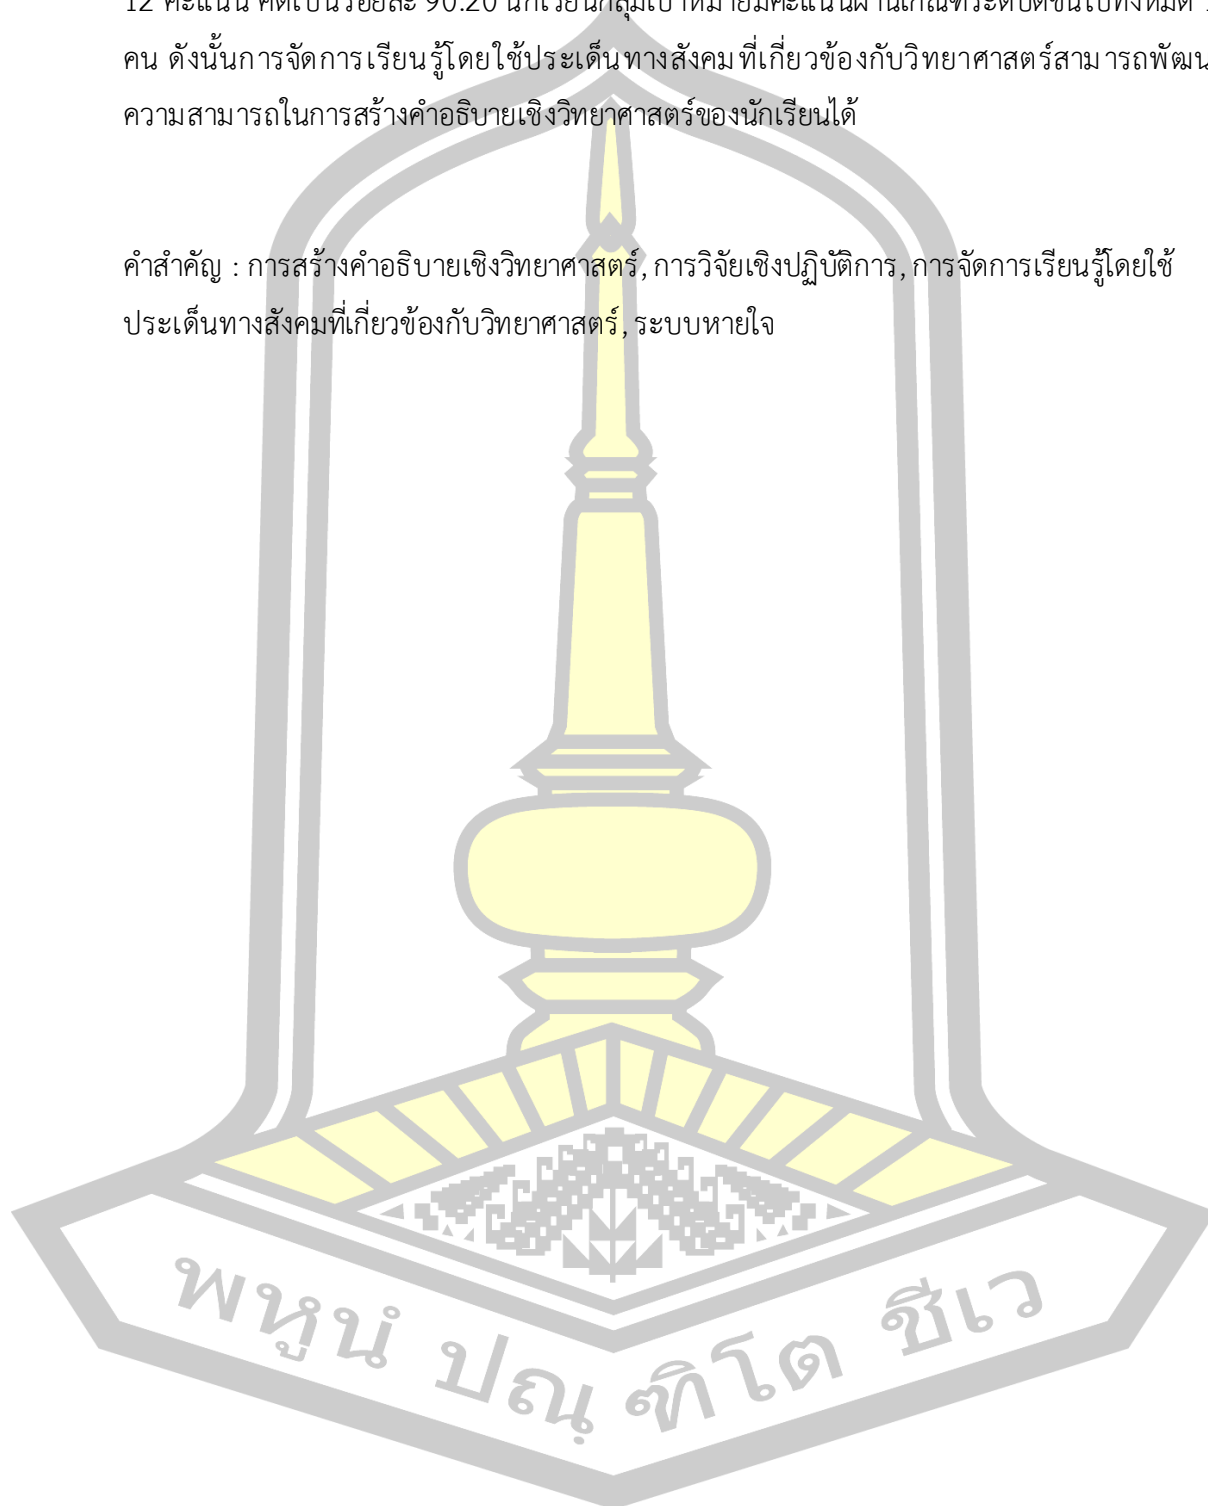 12 คะแนน คิดเป็นร้อยละ 90.20 นักเรียนกลุ่มเป้าหมายมีคะแนนผ่านเกณฑ์ระดับดีขึ้นไปทั้งหมด
คน ดังนั้นการจัดการเรียนรู้โดยใช้ประเด็นทางสังคมที่เกี่ยวข้องกับวิทยาศาสตร์สามารถพัฒน
ความสามารถในการสร้างคำอธิบายเชิงวิทยาศาสตร์ของนักเรียนได้
คำสำคัญ : การสร้างคำอธิบายเชิงวิทยาศาสตร์, การวิจัยเชิงปฏิบัติการ, การจัดการเรียนรู้โดยใช้
ประเด็นทางสังคมที่เกี่ยวข้องกับวิทยาศาสตร์, ระบบหายใจ
พหูนํ ปณฺฑิโต ชีเว